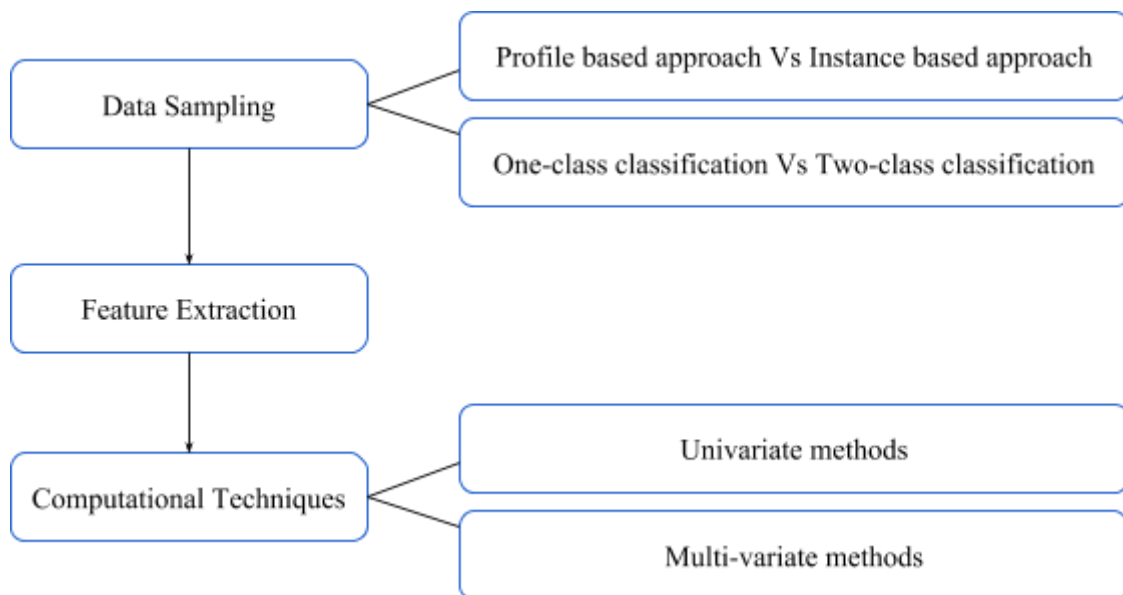 Profile based approach Vs Instance based approach
Data Sampling
One-class classification Vs Two-class classification
Feature Extraction
Univariate methods
Computational Techniques
Multi-variate methods